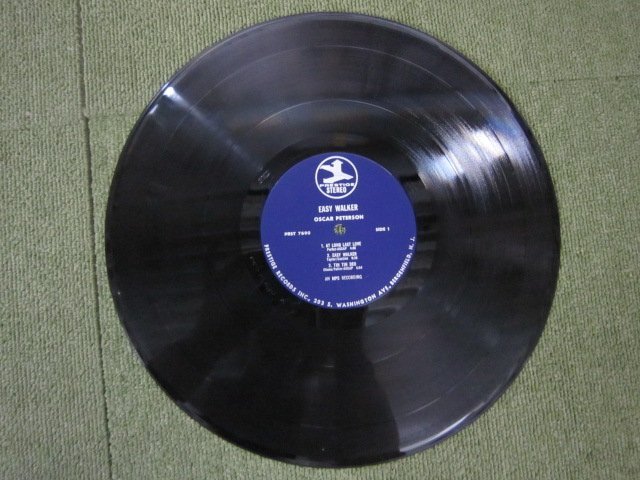 PRESTIGE
STEREO
EASY WALKER
OSCAR PETERSON
PRST 7690 SIDE 1
1. AT LONG LAST LOVE
2. EASY WALKER
3. TIN TIN DEO
AN MPS RECORDING
PRESTIGE RECORDS INC., 203 S. WASHINGTON AVE. BERGENFIELD, N. J.